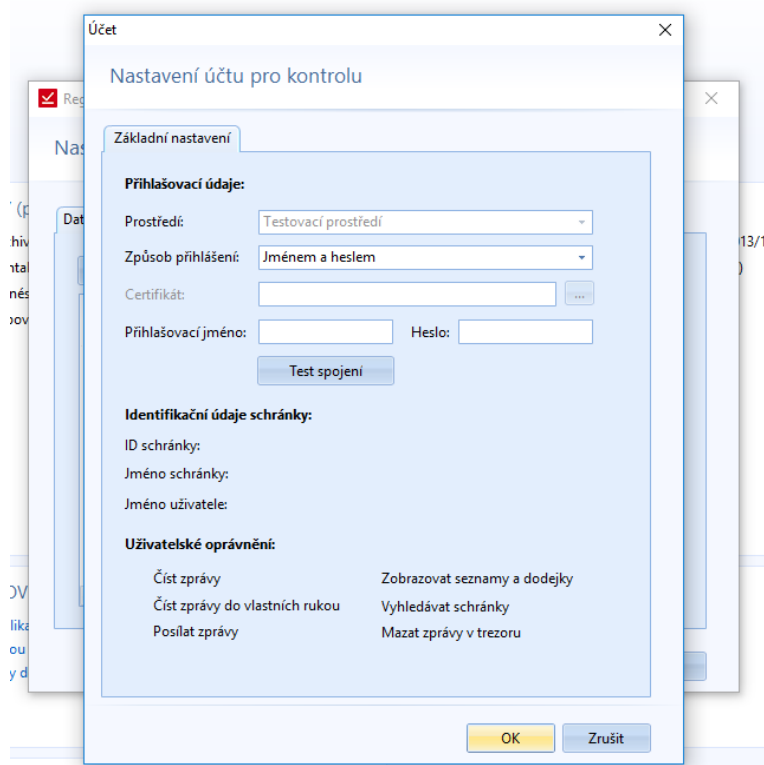 Účet
Nastavení účtu pro kontrolu
Základní nastavení
Přihlašovací údaje:
Prostředí: Testovací prostředí
Způsob přihlášení: Jménem a heslem
Certifikát: ...
Přihlašovací jméno: Heslo:
Test spojení
Identifikační údaje schránky:
ID schránky:
Jméno schránky:
Jméno uživatele:
Uživatelské oprávnění:
Číst zprávy Zobrazovat seznamy a dodejky
Číst zprávy do vlastních rukou Vyhledávat schránky
Posílat zprávy Mazat zprávy v trezoru
OK Zrušit